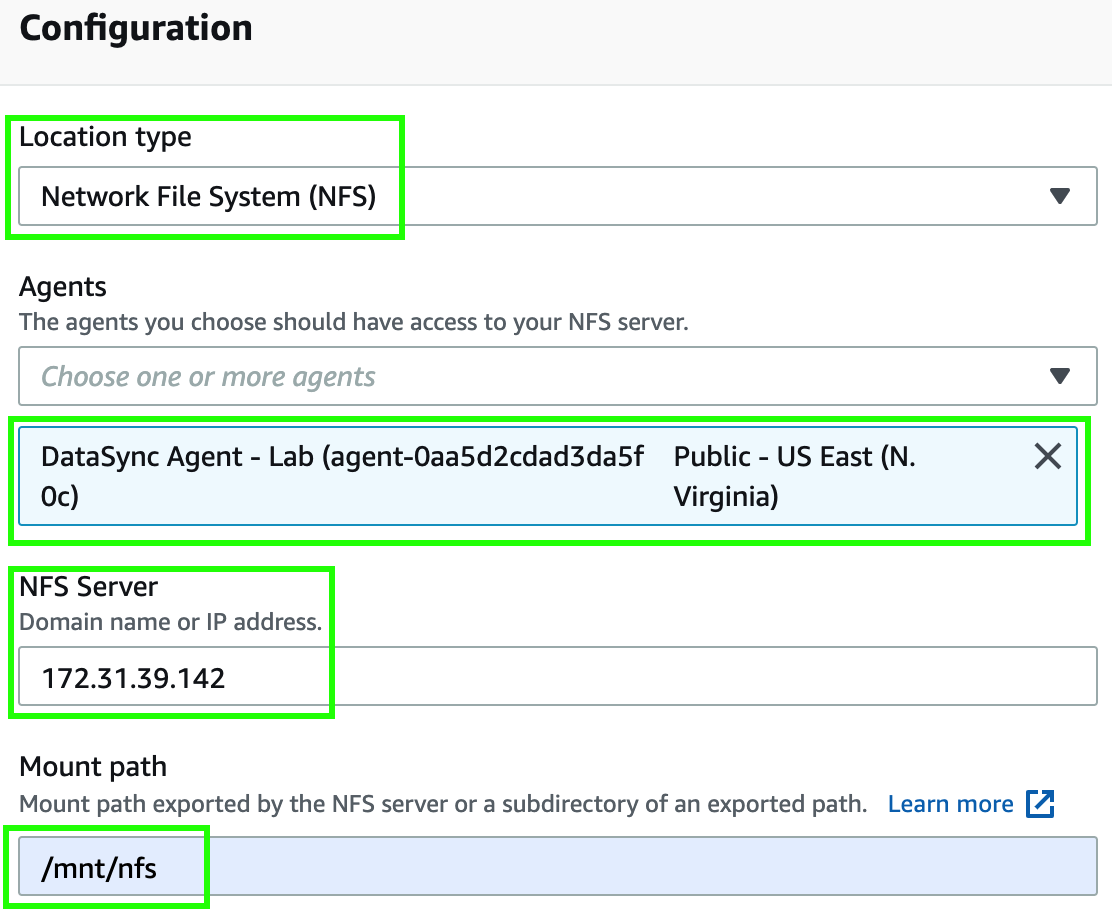 Configuration
Location type
Network File System (NFS)
Agents
The agents you choose should have access to your NFS server.
Choose one or more agents
DataSync Agent - Lab (agent-0aa5d2cdad3da5f Public - US East (N.
0c) Virginia)
NFS Server
Domain name or IP address.
172.31.39.142
Mount path
Mount path exported by the NFS server or a subdirectory of an exported path. Learn more
/mnt/nfs